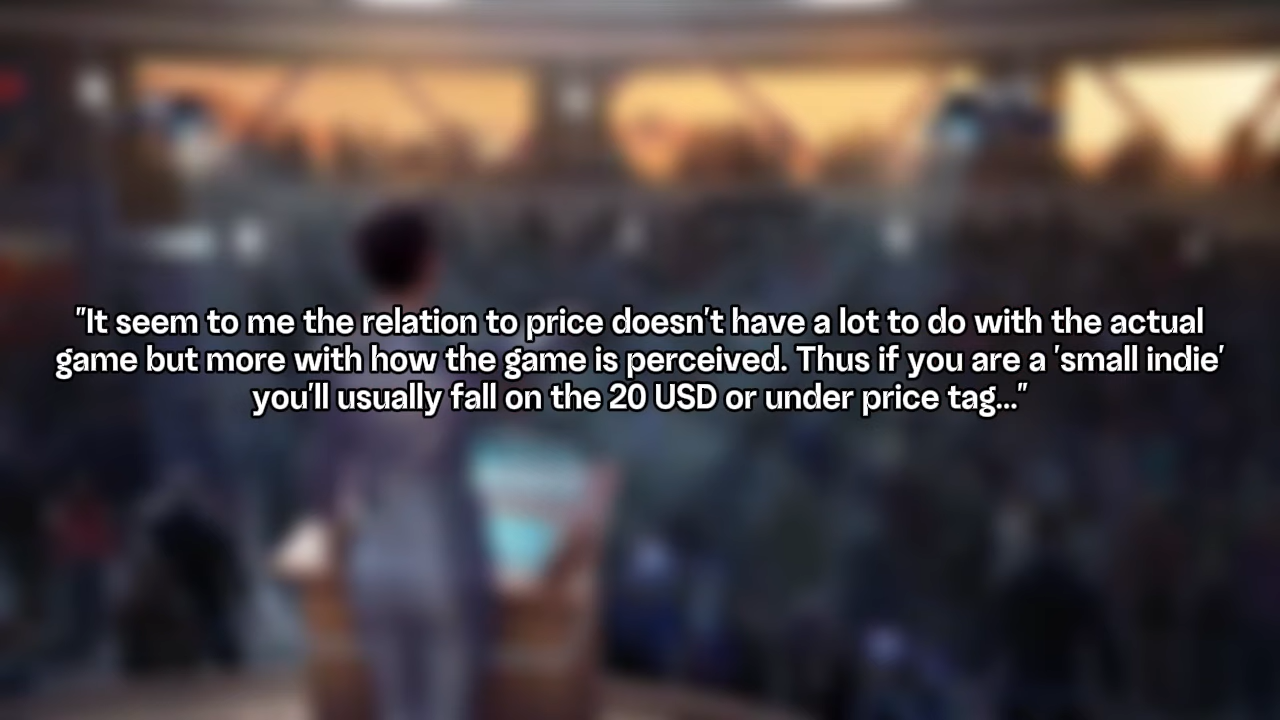 "It seem to me the relation to price doesn't have a lot to do with the actual
game but more with how the game is perceived. Thus if you are a 'small indie'
you'll usually fall on the 20 USD or under price tag..."